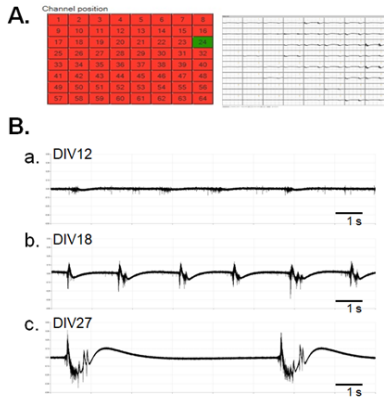 A.
Channel position
1 2 3 4 5 6 7 8
9 10 11 12 13 14 15 16
17 18 19 20 21 22 23 24
25 26 27 28 29 30 31 32
33 34 35 36 37 38 39 40
41 42 43 44 45 46 47 48
49 50 51 52 53 54 55 56
57 58 59 60 61 62 63 64
B.
a. DIV12
1 s
b. DIV18
1 s
c. DIV27
1 s